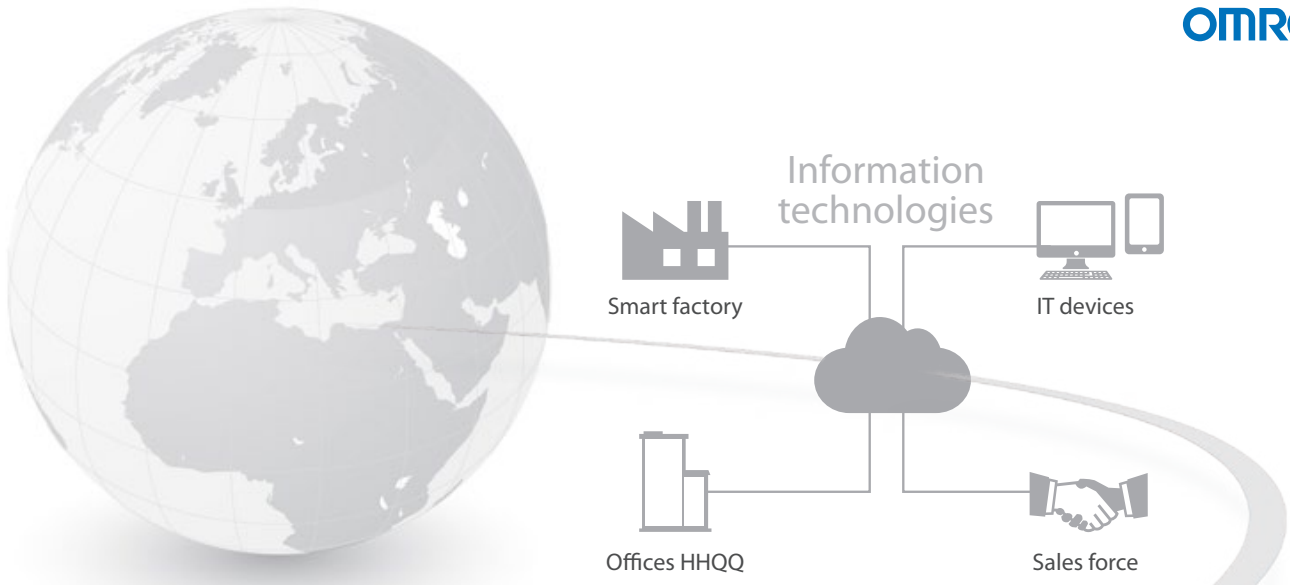 Information
technologies
Smart factory
IT devices
Offices HHQQ
Sales force